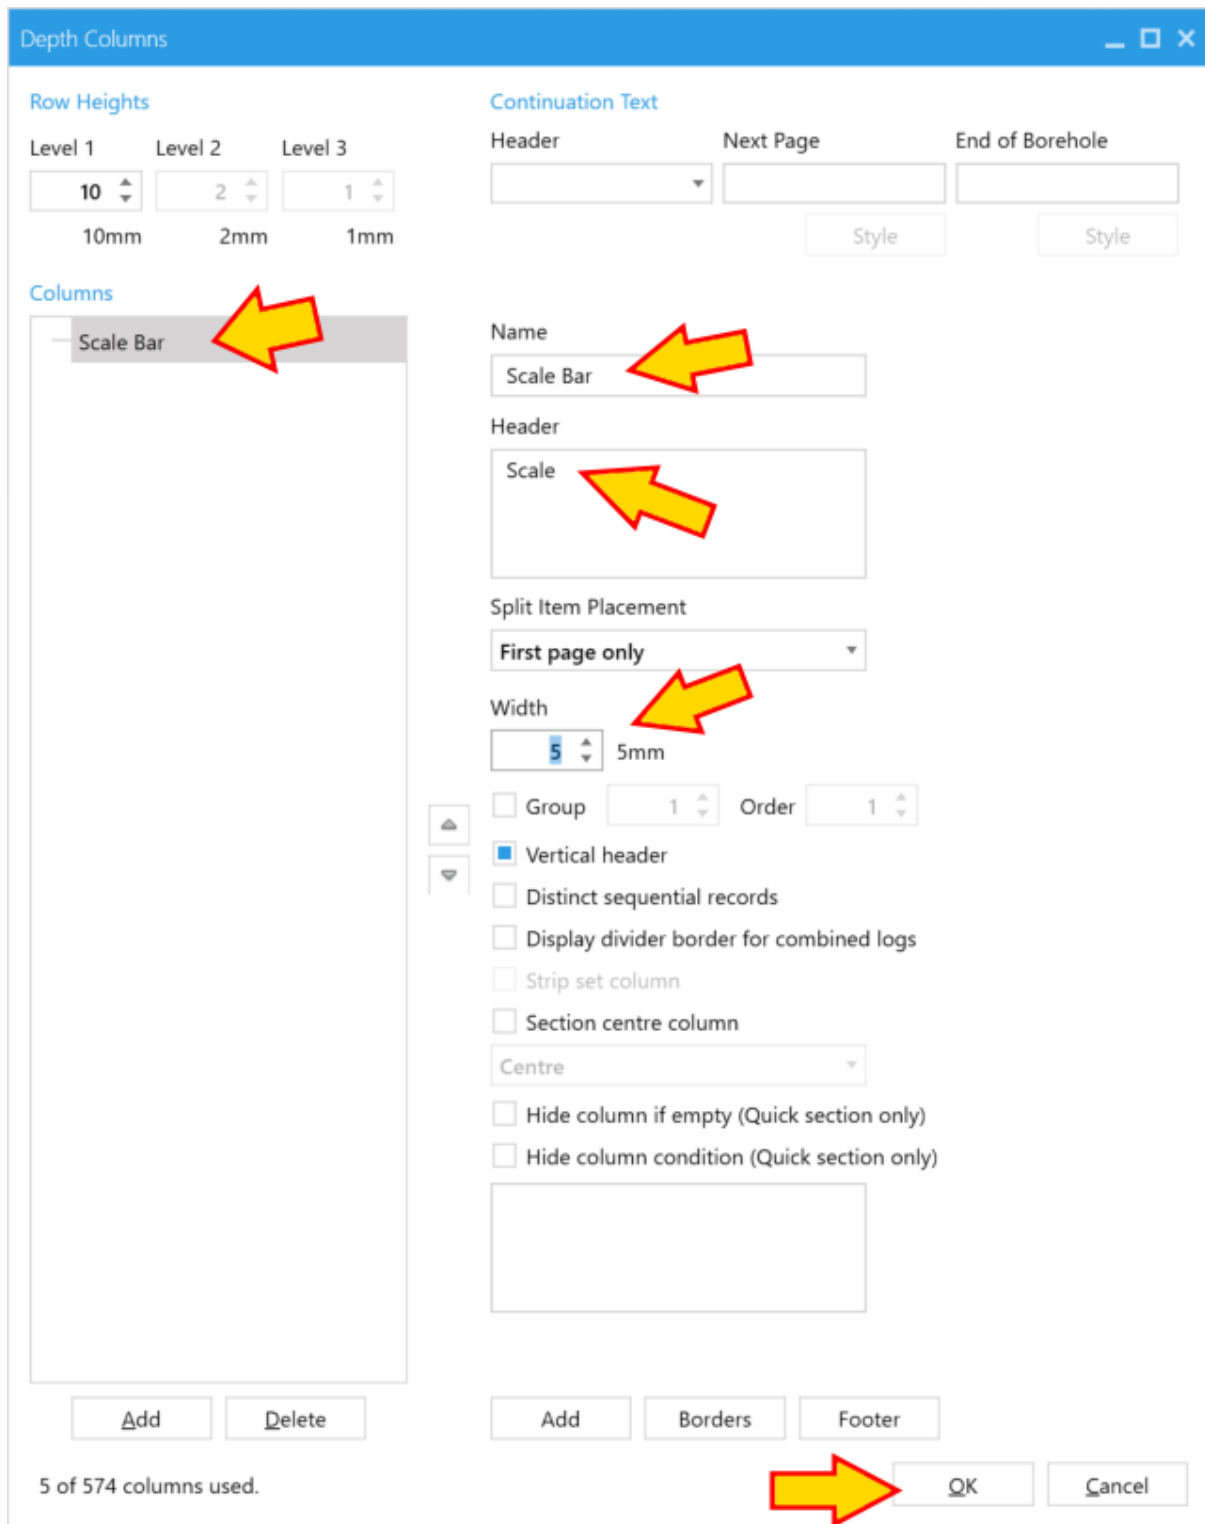 Depth Columns
Row Heights
Continuation Text
Level 1 Level 2 Level 3
Header Next Page End of Borehole
10 2 1
10mm 2mm 1mm
Style Style
Columns
Scale Bar
Name
Scale Bar
Header
Scale
Split Item Placement
First page only
Width
5 5mm
Group 1 Order 1
Vertical header
Distinct sequential records
Display divider border for combined logs
Strip set column
Section centre column
Centre
Hide column if empty (Quick section only)
Hide column condition (Quick section only)
Add Delete Add Borders Footer
5 of 574 columns used.
OK Cancel